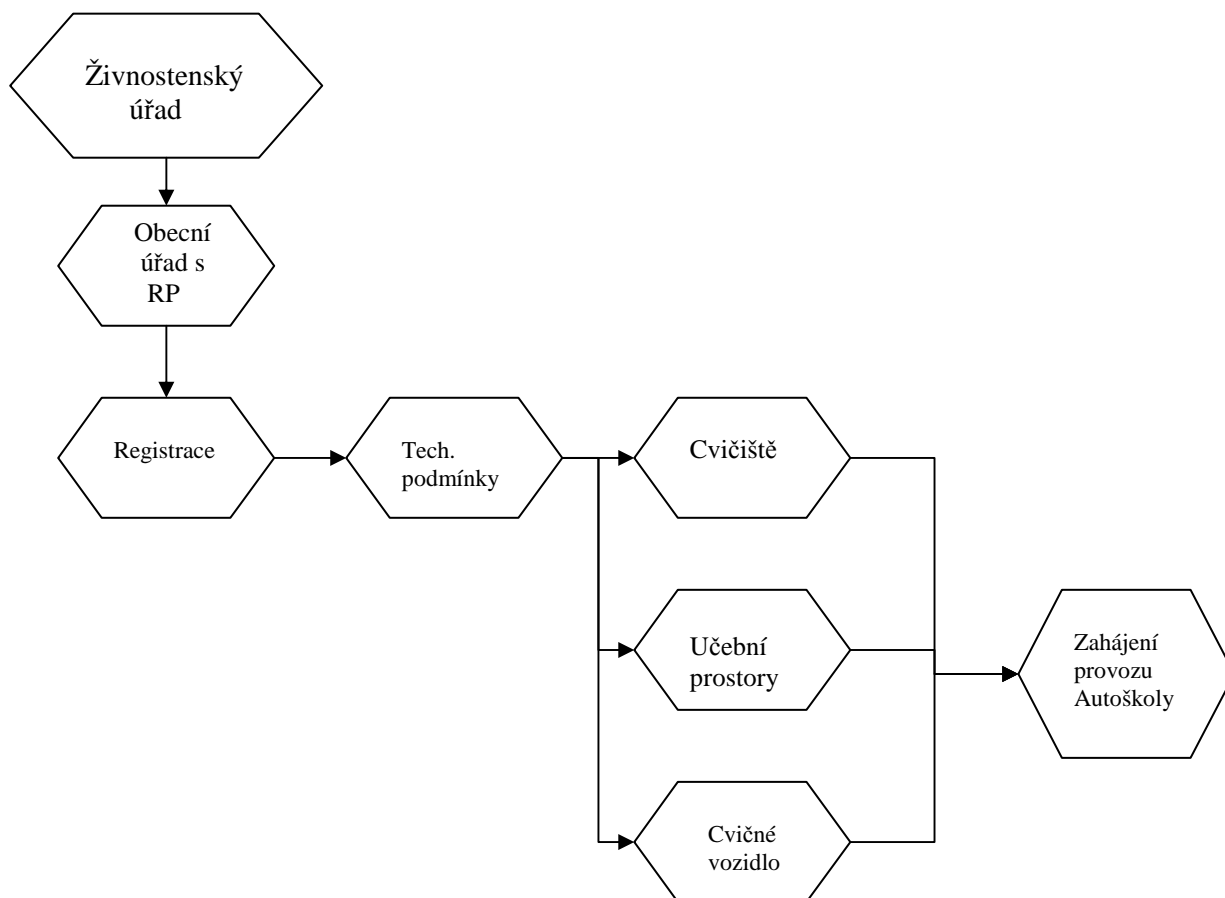 Živnostenský
úřad
Obecní
úřad s
RP
Registrace
Tech.
podmínky
Cvičiště
Učební
prostory
Zahájení
provozu
Autoškoly
Cvičné
vozidlo